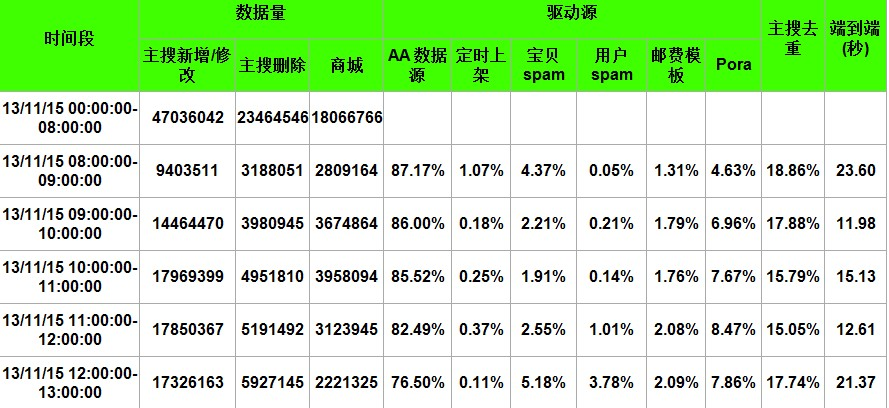 时间段 数据量 驱动源 主搜去重 端到端(秒)
主搜新增/修改 主搜删除 商城 AA 数据源 定时上架 宝贝spam 用户spam 邮费模板 Pora
13/11/15 00:00:00-08:00:00 47036042 23464546 18066766
13/11/15 08:00:00-09:00:00 9403511 3188051 2809164 87.17% 1.07% 4.37% 0.05% 1.31% 4.63% 18.86% 23.60
13/11/15 09:00:00-10:00:00 14464470 3980945 3674864 86.00% 0.18% 2.21% 0.21% 1.79% 6.96% 17.88% 11.98
13/11/15 10:00:00-11:00:00 17969399 4951810 3958094 85.52% 0.25% 1.91% 0.14% 1.76% 7.67% 15.79% 15.13
13/11/15 11:00:00-12:00:00 17850367 5191492 3123945 82.49% 0.37% 2.55% 1.01% 2.08% 8.47% 15.05% 12.61
13/11/15 12:00:00-13:00:00 17326163 5927145 2221325 76.50% 0.11% 5.18% 3.78% 2.09% 7.86% 17.74% 21.37